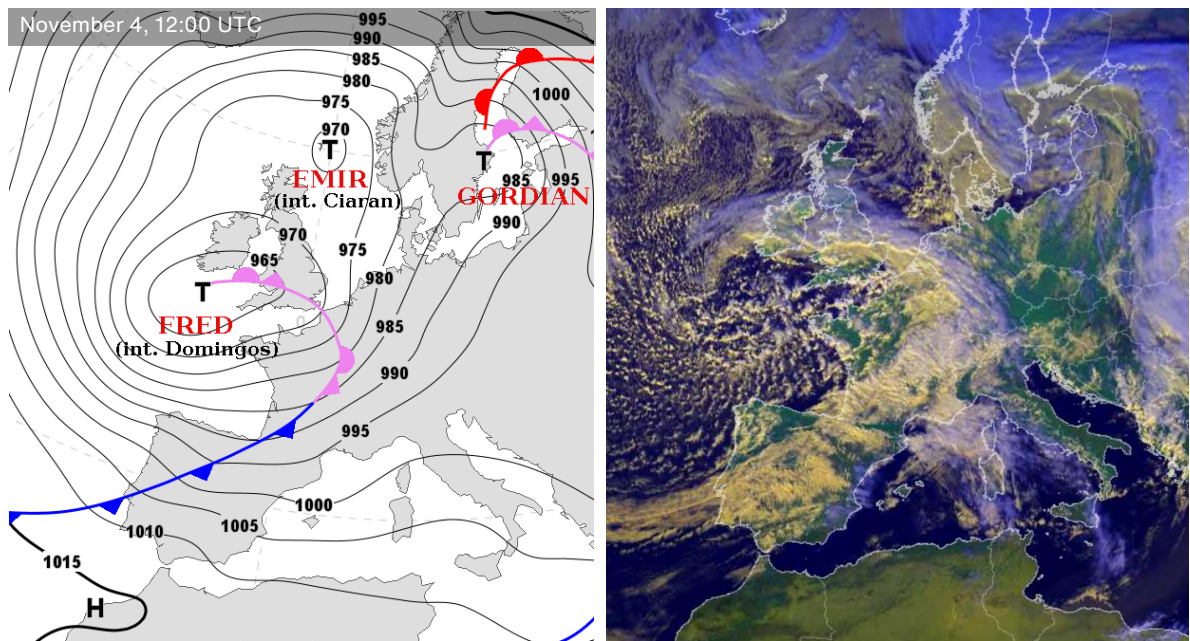 November 4, 12:00 UTC
995
990
985
980
975
970
T
EMIR
(int. Ciaran)
1000
T
985
995
GORDIAN
990
970
975
965
980
T
FRED
(int. Domingos)
985
990
995
1000
1005
1010
1015
H